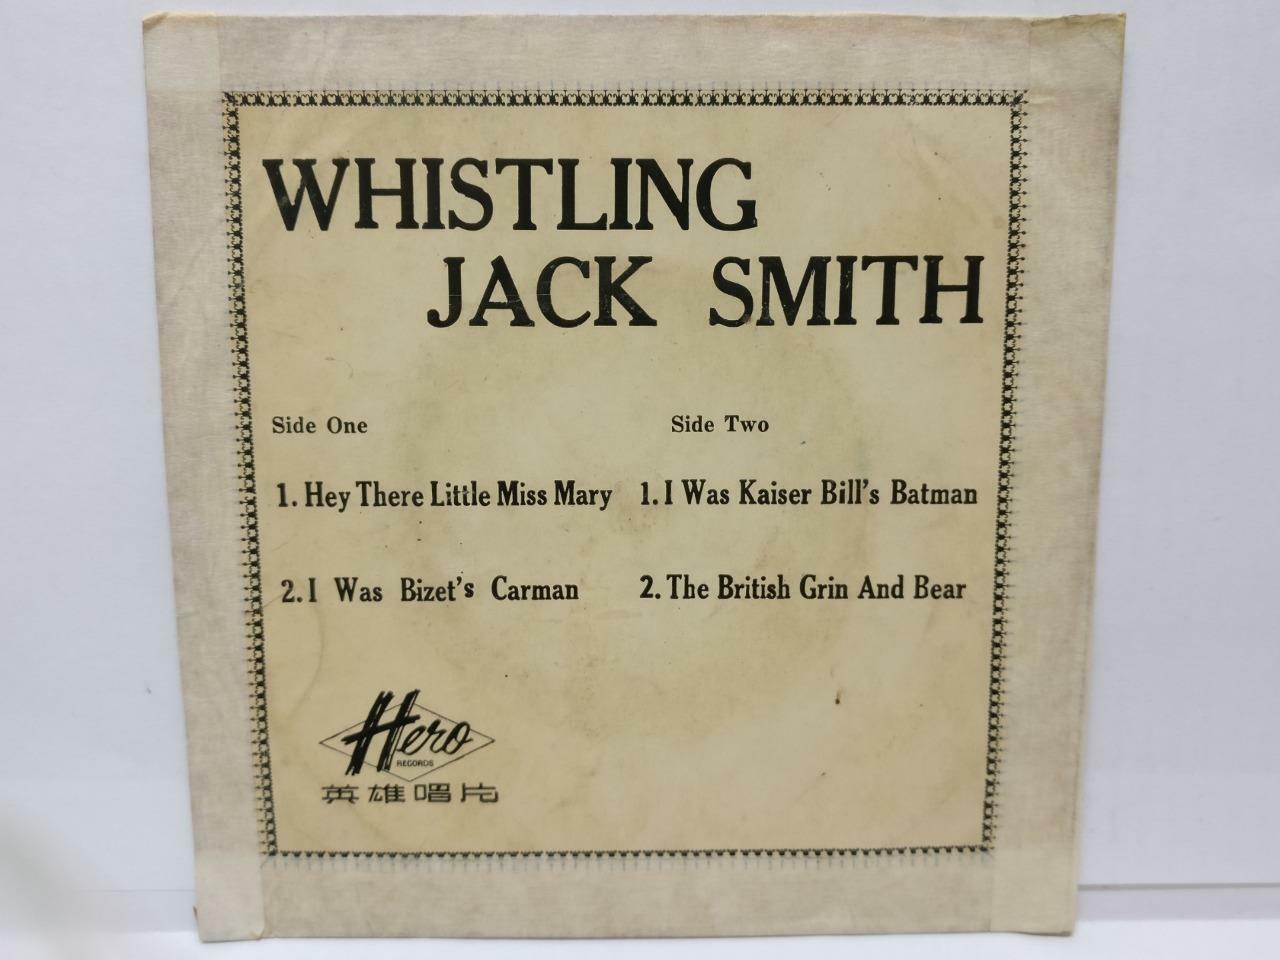 WHISTLING
JACK SMITH
Side One
1. Hey There Little Miss Mary
2. I Was Bizet's Carman
Side Two
1. I Was Kaiser Bill's Batman
2. The British Grin And Bear
Hero
RECORDS
英雄唱片